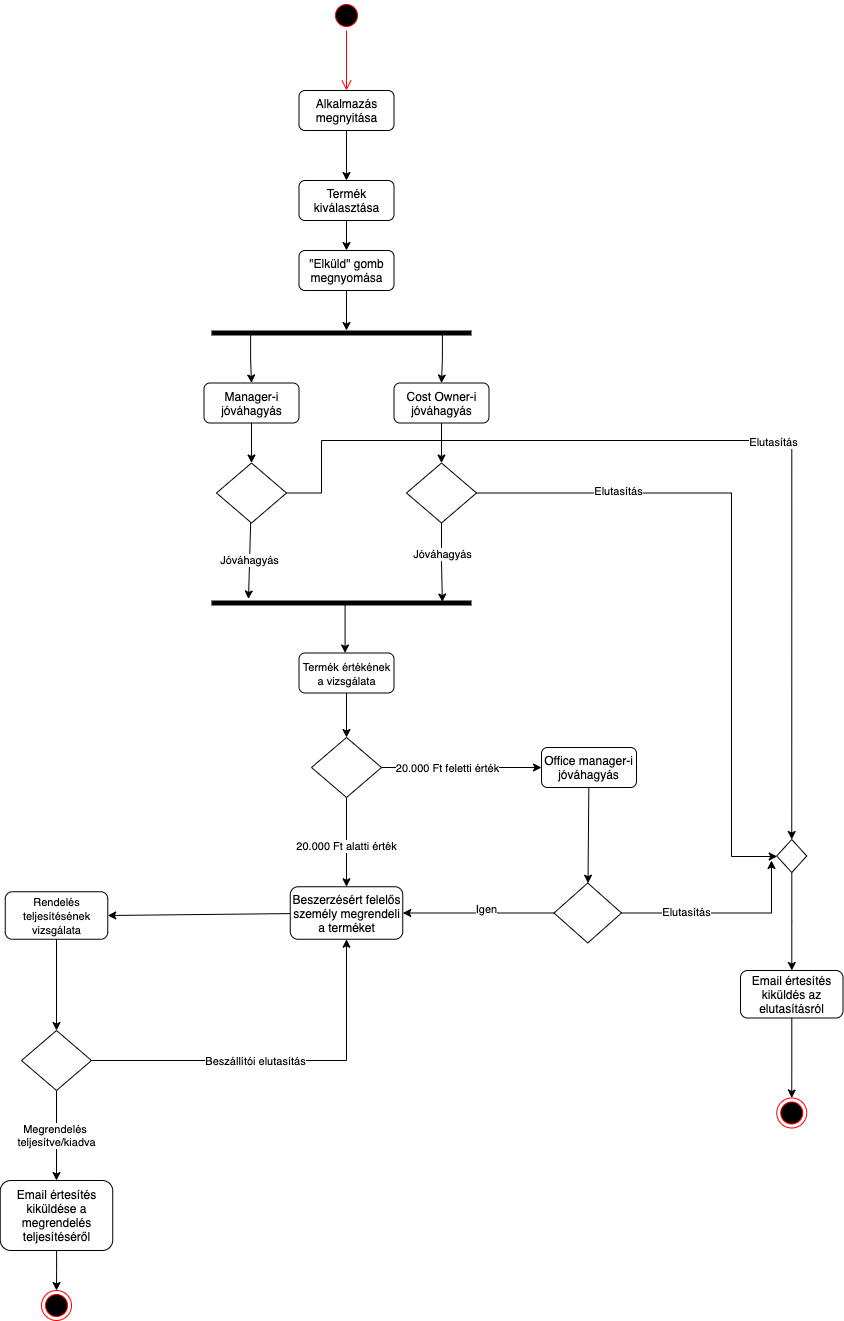 Alkalmazás
megnyitása
Termék
kiválasztása
"Elküld" gomb
megnyomása
Manager-i
jóváhagyás
Cost Owner-i
jóváhagyás
Elutasítás
Elutasítás
Jóváhagyás
Jóváhagyás
Termék értékének
a vizsgálata
20.000 Ft feletti érték
Office manager-i
jóváhagyás
20.000 Ft alatti érték
Beszerzésért felelős
személy megrendeli
a terméket
Igen
Elutasítás
Rendelés
teljesítésének
vizsgálata
Email értesítés
kiküldés az
elutasításról
Beszállítói elutasítás
Megrendelés
teljesítve/kiadva
Email értesítés
kiküldése a
megrendelés
teljesítéséről